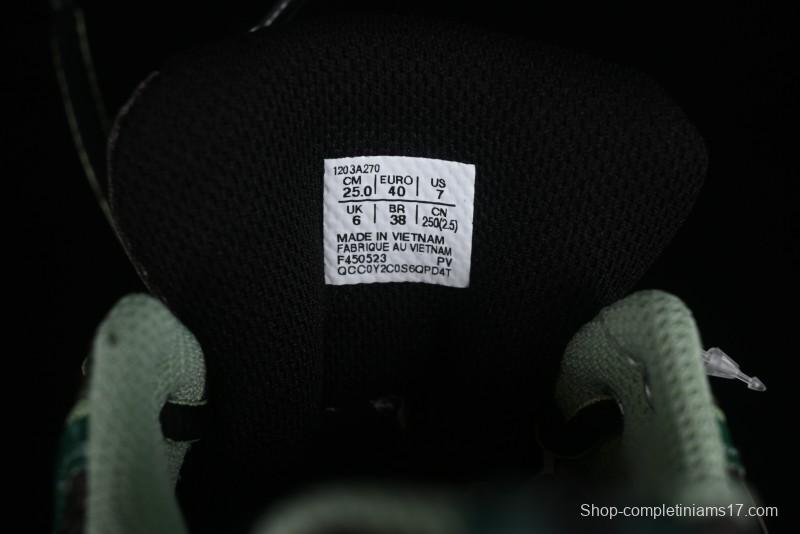 1203A270
CM | EURO | US
25.0 | 40 | 7
UK | BR | CN
6 | 38 | 250(2.5)
MADE IN VIETNAM
FABRIQUE AU VIETNAM
F450523 PV
QCC0Y2C0S6QPD4T
Shop-completiniams17.com